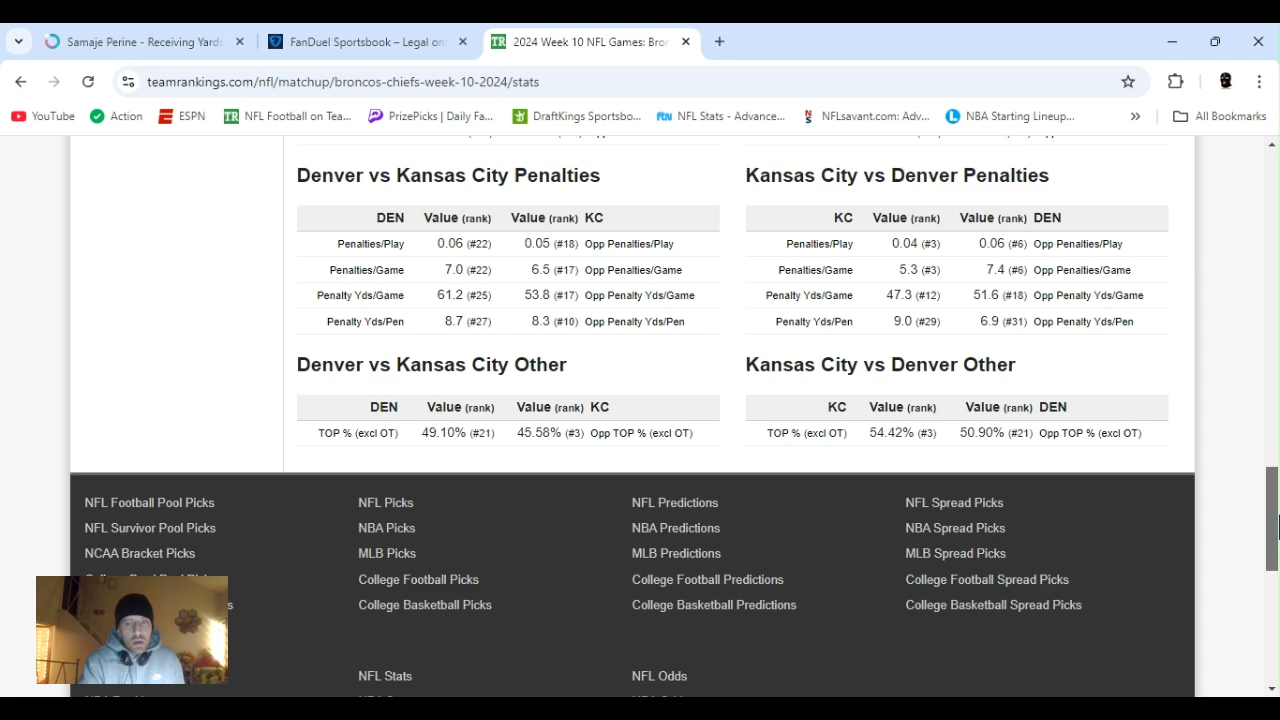 Samaje Perine - Receiving Yards
FanDuel Sportsbook – Legal on
TR 2024 Week 10 NFL Games: Bron
teamrankings.com/nfl/matchup/broncos-chiefs-week-10-2024/stats
YouTube Action ESPN TR NFL Football on Tea... PrizePicks | Daily Fa... DraftKings Sportsbo... ftn NFL Stats - Advance... NFLsavant.com: Adv... L NBA Starting Lineup... » All Bookmarks
Denver vs Kansas City Penalties
DEN Value (rank) Value (rank) KC
Penalties/Play 0.06 (#22) 0.05 (#18) Opp Penalties/Play
Penalties/Game 7.0 (#22) 6.5 (#17) Opp Penalties/Game
Penalty Yds/Game 61.2 (#25) 53.8 (#17) Opp Penalty Yds/Game
Penalty Yds/Pen 8.7 (#27) 8.3 (#10) Opp Penalty Yds/Pen
Kansas City vs Denver Penalties
KC Value (rank) Value (rank) DEN
Penalties/Play 0.04 (#3) 0.06 (#6) Opp Penalties/Play
Penalties/Game 5.3 (#3) 7.4 (#6) Opp Penalties/Game
Penalty Yds/Game 47.3 (#12) 51.6 (#18) Opp Penalty Yds/Game
Penalty Yds/Pen 9.0 (#29) 6.9 (#31) Opp Penalty Yds/Pen
Denver vs Kansas City Other
DEN Value (rank) Value (rank) KC
TOP % (excl OT) 49.10% (#21) 45.58% (#3) Opp TOP % (excl OT)
Kansas City vs Denver Other
KC Value (rank) Value (rank) DEN
TOP % (excl OT) 54.42% (#3) 50.90% (#21) Opp TOP % (excl OT)
NFL Football Pool Picks NFL Picks NFL Predictions NFL Spread Picks
NFL Survivor Pool Picks NBA Picks NBA Predictions NBA Spread Picks
NCAA Bracket Picks MLB Picks MLB Predictions MLB Spread Picks
College Football Picks College Football Predictions College Football Spread Picks
College Basketball Picks College Basketball Predictions College Basketball Spread Picks
NFL Stats NFL Odds